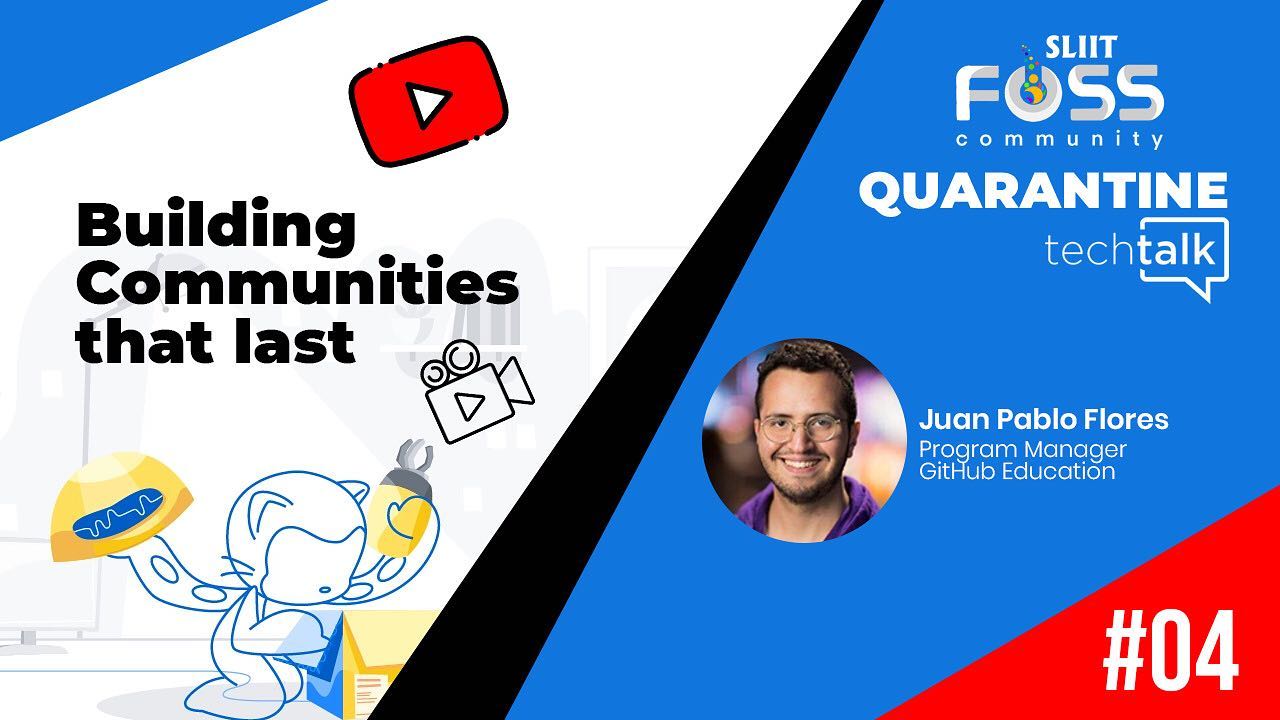 Building
Communities
that last
SLIIT
FOSS
community
QUARANTINE
techtalk
Juan Pablo Flores
Program Manager
GitHub Education
#04